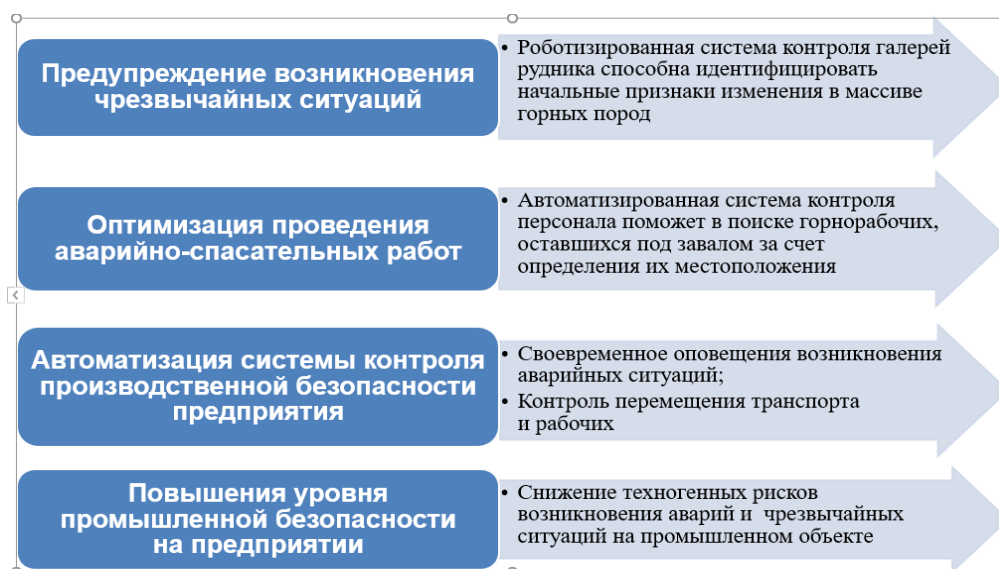 Предупреждение возникновения
чрезвычайных ситуаций
• Роботизированная система контроля галерей
рудника способна идентифицировать
начальные признаки изменения в массиве
горных пород
Оптимизация проведения
аварийно-спасательных работ
• Автоматизированная система контроля
персонала поможет в поиске горнорабочих,
оставшихся под завалом за счет
определения их местоположения
Автоматизация системы контроля
производственной безопасности
предприятия
• Своевременное оповещения возникновения
аварийных ситуаций;
• Контроль перемещения транспорта
и рабочих
Повышения уровня
промышленной безопасности
на предприятии
• Снижение техногенных рисков
возникновения аварий и чрезвычайных
ситуаций на промышленном объекте